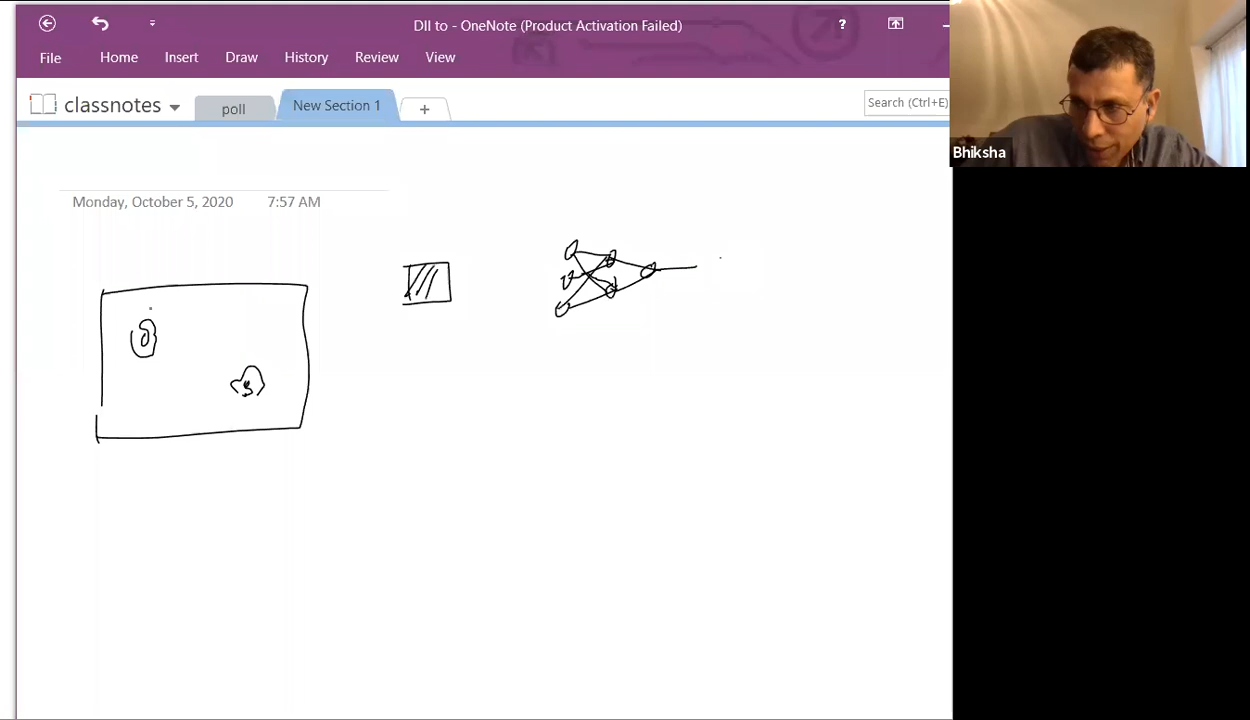 Dll to - OneNote (Product Activation Failed)
?
File
Home
Insert
Draw
History
Review
View
classnotes
poll
New Section 1
+
Search (Ctrl+E)
Bhiksha
Monday, October 5, 2020
7:57 AM